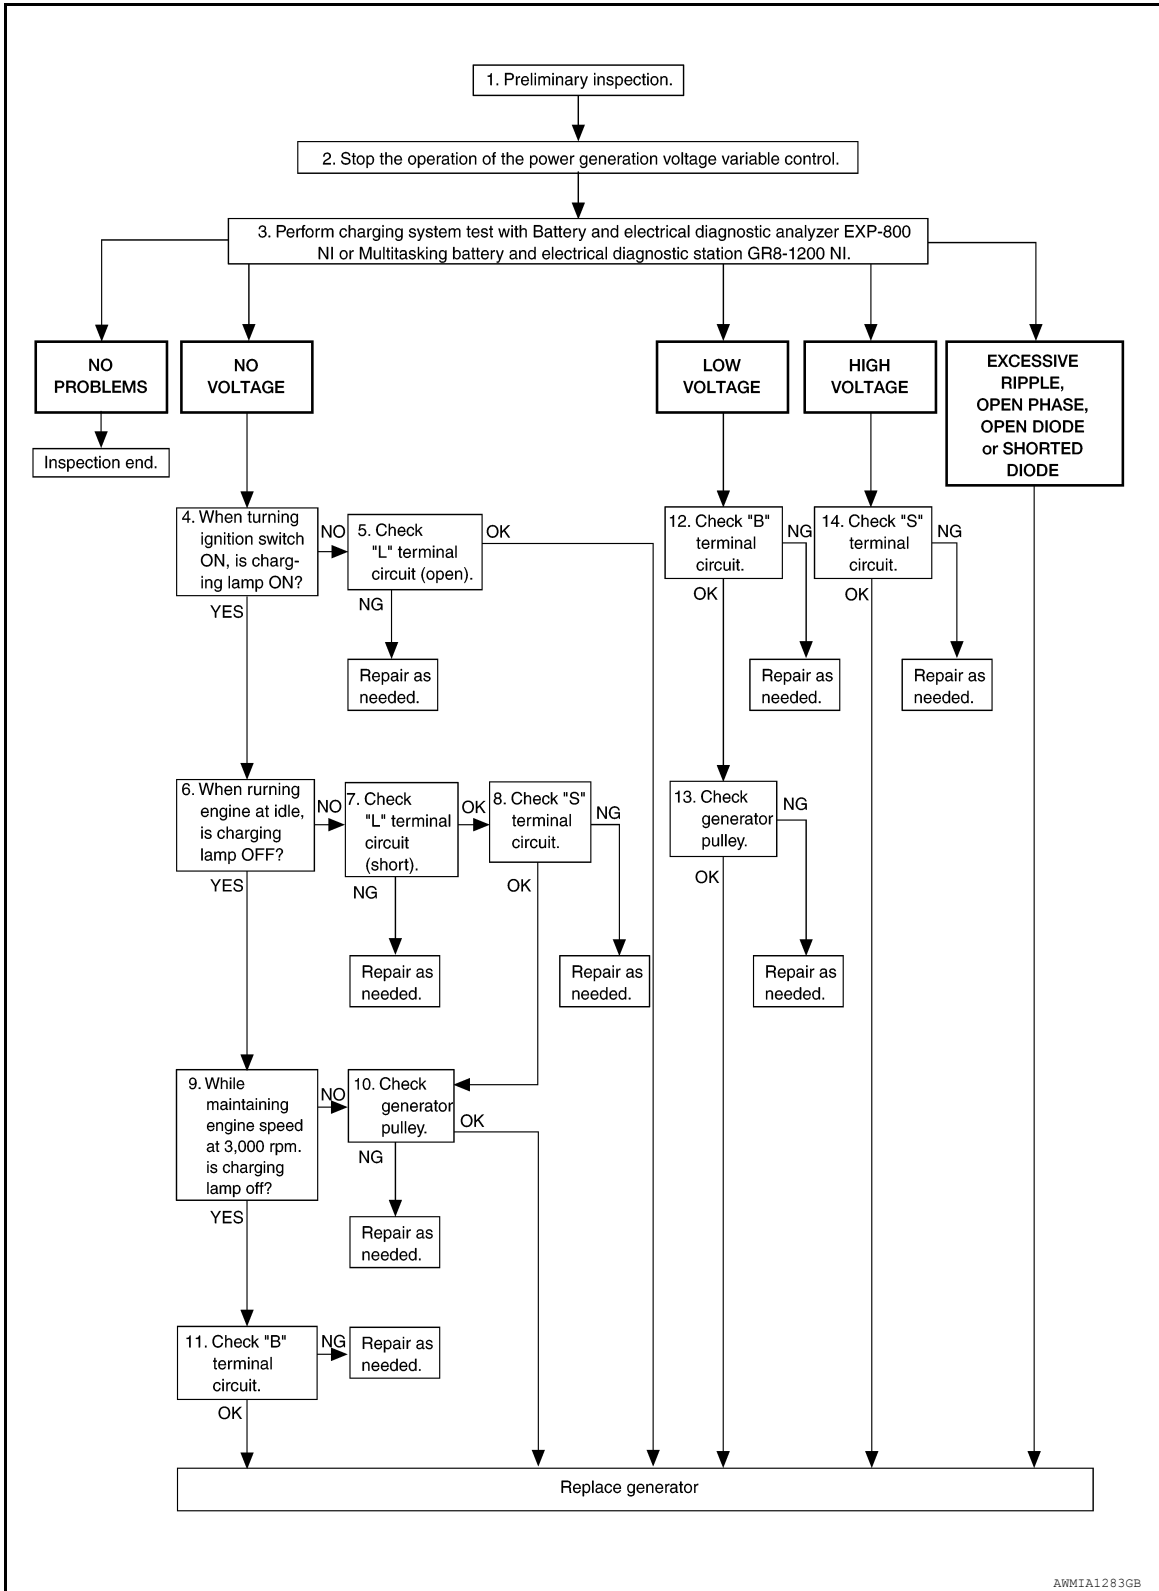 1. Preliminary inspection.
2. Stop the operation of the power generation voltage variable control.
3. Perform charging system test with Battery and electrical diagnostic analyzer EXP-800
NI or Multitasking battery and electrical diagnostic station GR8-1200 NI.
NO
PROBLEMS
NO
VOLTAGE
LOW
VOLTAGE
HIGH
VOLTAGE
EXCESSIVE
RIPPLE,
OPEN PHASE,
OPEN DIODE
or SHORTED
DIODE
Inspection end.
4. When turning
ignition switch
ON, is charg-
ing lamp ON?
NO
YES
5. Check
"L" terminal
circuit (open).
OK
NG
Repair as
needed.
12. Check "B"
terminal
circuit.
NG
OK
Repair as
needed.
14. Check "S"
terminal
circuit.
NG
OK
Repair as
needed.
6. When rurning
engine at idle,
is charging
lamp OFF?
NO
YES
7. Check
"L" terminal
circuit
(short).
OK
NG
Repair as
needed.
8. Check "S"
terminal
circuit.
NG
OK
Repair as
needed.
13. Check
generator
pulley.
NG
OK
Repair as
needed.
9. While
maintaining
engine speed
at 3,000 rpm.
is charging
lamp off?
NO
YES
10. Check
generator
pulley.
OK
NG
Repair as
needed.
11. Check "B"
terminal
circuit.
NG
OK
Repair as
needed.
Replace generator
AWMIA1283GB